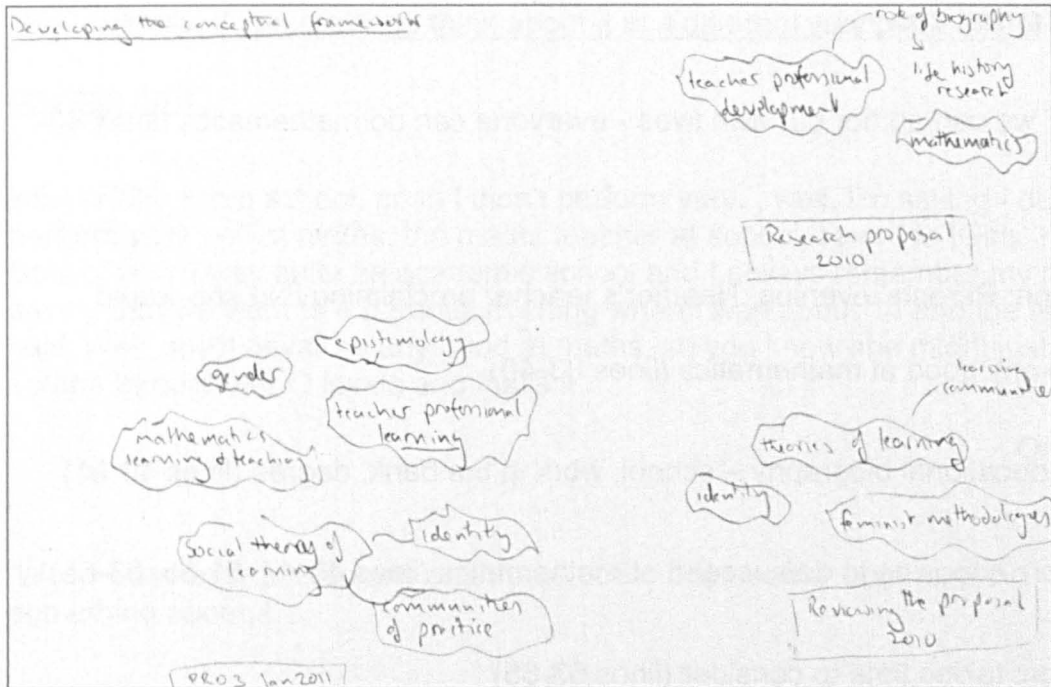 Developing the conceptual framework
role of biography
life history
research
teacher professional
development
mathematics
Research proposal
2010
epistemology
gender
teacher professional
learning
mathematics
learning & teaching
social theories of
learning
identity
communities
of practice
PRO3 Jan 2011
learning
communities
theories of learning
identity
feminist methodologies
Reviewing the proposal
2010